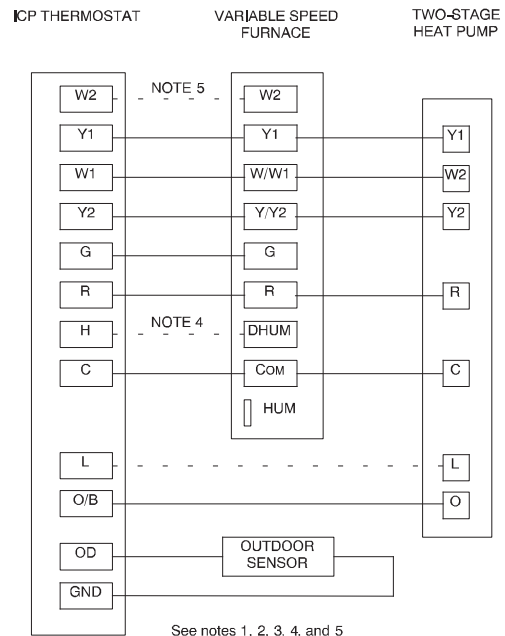 ICP THERMOSTAT
VARIABLE SPEED
FURNACE
TWO-STAGE
HEAT PUMP
W2 NOTE 5 W2
Y1 Y1 Y1
W1 W/W1 W2
Y2 Y/Y2 Y2
G G
R R R
H NOTE 4 DHUM
C COM C
HUM
L L
O/B O
OD OUTDOOR
SENSOR
GND
See notes 1, 2, 3, 4, and 5